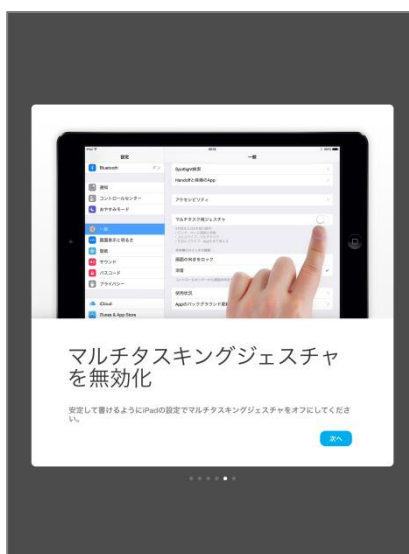 設定
一般
Bluetooth
オン
Spotlight検索
Handoffと候補のApp
通知
コントロールセンター
おやすみモード
アクセシビリティ
一般
マルチタスク用ジェスチャ
画面表示と明るさ
壁紙
サウンド
画面の向きをロック
パスコード
消音
プライバシー
使用状況
iCloud
Appのバックグラウンド更新
iTunes & App Store
マルチタスキングジェスチャ
を無効化
安定して書けるようにiPadの設定でマルチタスキングジェスチャをオフにしてくださ
い。
次へ